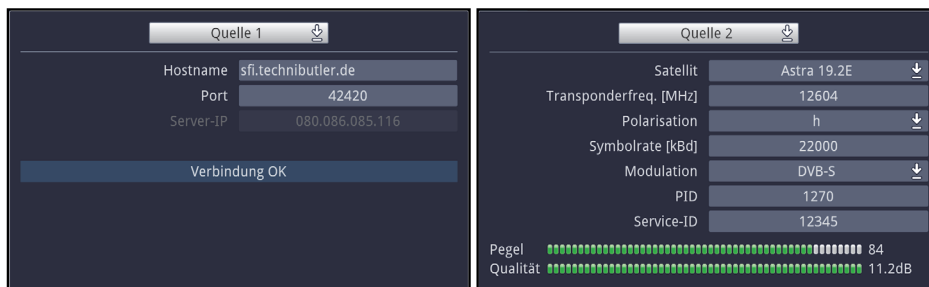 Quelle 1
Hostname sfi.technibutler.de
Port 42420
Server-IP 080.086.085.116
Verbindung OK
Quelle 2
Satellit Astra 19.2E
Transponderfreq. [MHz] 12604
Polarisation h
Symbolrate [kBd] 22000
Modulation DVB-S
PID 1270
Service-ID 12345
Pegel 84
Qualität 11.2dB